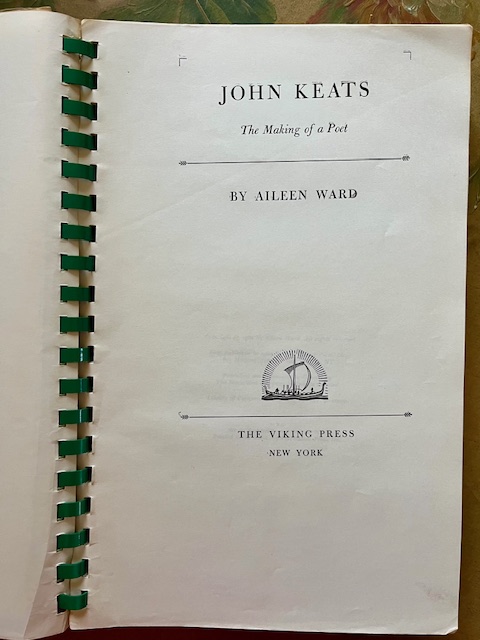 JOHN KEATS
The Making of a Poet
BY AILEEN WARD
THE VIKING PRESS
NEW YORK